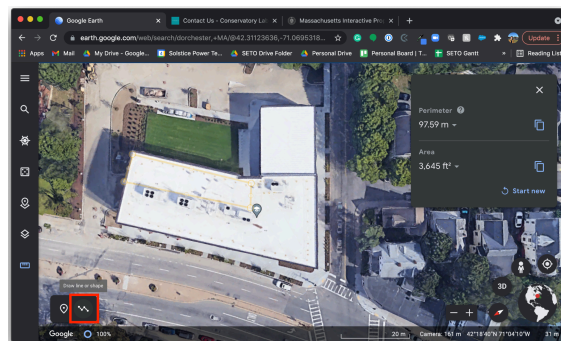 Google Earth
Contact Us - Conservatory Lab
Massachusetts Interactive Pro
earth.google.com/web/search/dorchester,+MA/@42.31123636,-71.0695318...
Update
Apps
Mail
My Drive - Google...
Solstice Power Te...
SETO Drive Folder
Personal Drive
Personal Board | T...
SETO Gantt
»
Reading List
Perimeter
97.59 m
Area
3,645 ft²
Start new
Draw line or shape
3D
Google
100%
20 m
Camera: 161 m 42°18'40"N 71°04'10"W 31 m